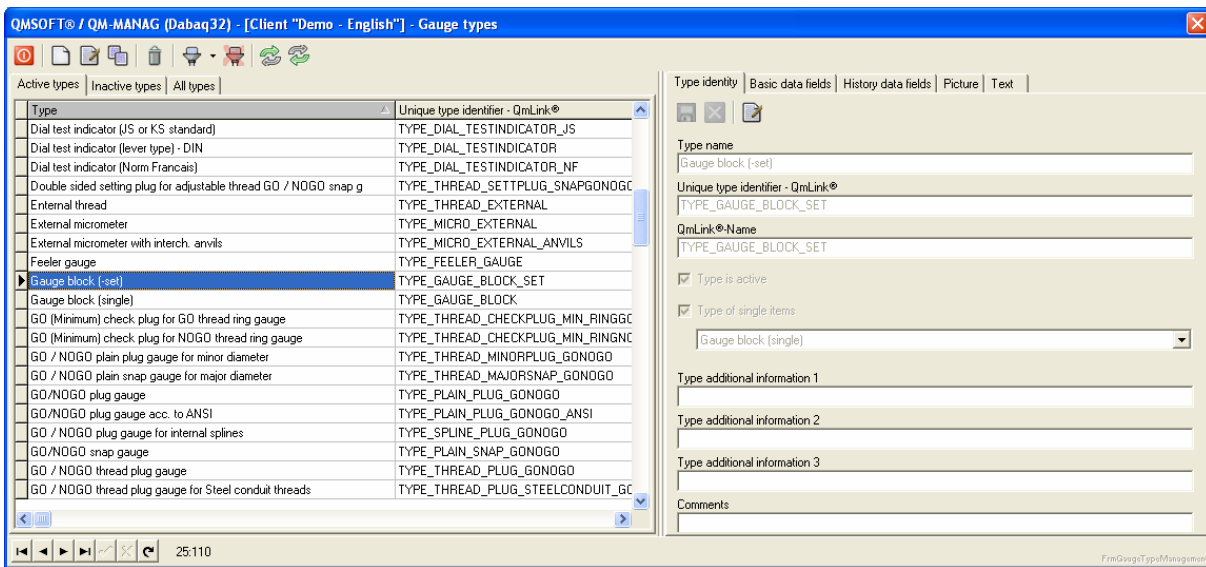 QMSOFT® / QM-MANAG (Dabaq32) - [Client "Demo - English"] - Gauge types
Active types
Inactive types
All types
Type
Unique type identifier - QmLink®
Dial test indicator (JS or KS standard)
TYPE_DIAL_TESTINDICATOR_JS
Dial test indicator (lever type) - DIN
TYPE_DIAL_TESTINDICATOR
Dial test indicator (Norm Francais)
TYPE_DIAL_TESTINDICATOR_NF
Double sided setting plug for adjustable thread GO / NOGO snap g
TYPE_THREAD_SETTPLUG_SNAPGONOGO
Enternal thread
TYPE_THREAD_EXTERNAL
External micrometer
TYPE_MICRO_EXTERNAL
External micrometer with interch. anvils
TYPE_MICRO_EXTERNAL_ANVILS
Feeler gauge
TYPE_FEELER_GAUGE
Gauge block (-set)
TYPE_GAUGE_BLOCK_SET
Gauge block (single)
TYPE_GAUGE_BLOCK
GO (Minimum) check plug for GO thread ring gauge
TYPE_THREAD_CHECKPLUG_MIN_RINGGO
GO (Minimum) check plug for NOGO thread ring gauge
TYPE_THREAD_CHECKPLUG_MIN_RINGNO
GO / NOGO plain plug gauge for minor diameter
TYPE_THREAD_MINORPLUG_GONOGO
GO / NOGO plain snap gauge for major diameter
TYPE_THREAD_MAJORSNAP_GONOGO
GO/NOGO plug gauge
TYPE_PLAIN_PLUG_GONOGO
GO/NOGO plug gauge acc. to ANSI
TYPE_PLAIN_PLUG_GONOGO_ANSI
GO / NOGO plug gauge for internal splines
TYPE_SPLINE_PLUG_GONOGO
GO/NOGO snap gauge
TYPE_PLAIN_SNAP_GONOGO
GO / NOGO thread plug gauge
TYPE_THREAD_PLUG_GONOGO
GO / NOGO thread plug gauge for Steel conduit threads
TYPE_THREAD_PLUG_STEELCONDUIT_GO
25:110
Type identity
Basic data fields
History data fields
Picture
Text
Type name
Gauge block (-set)
Unique type identifier - QmLink®
TYPE_GAUGE_BLOCK_SET
QmLink®-Name
TYPE_GAUGE_BLOCK_SET
Type is active
Type of single items
Gauge block (single)
Type additional information 1
Type additional information 2
Type additional information 3
Comments
FrmGaugeTypeManagement